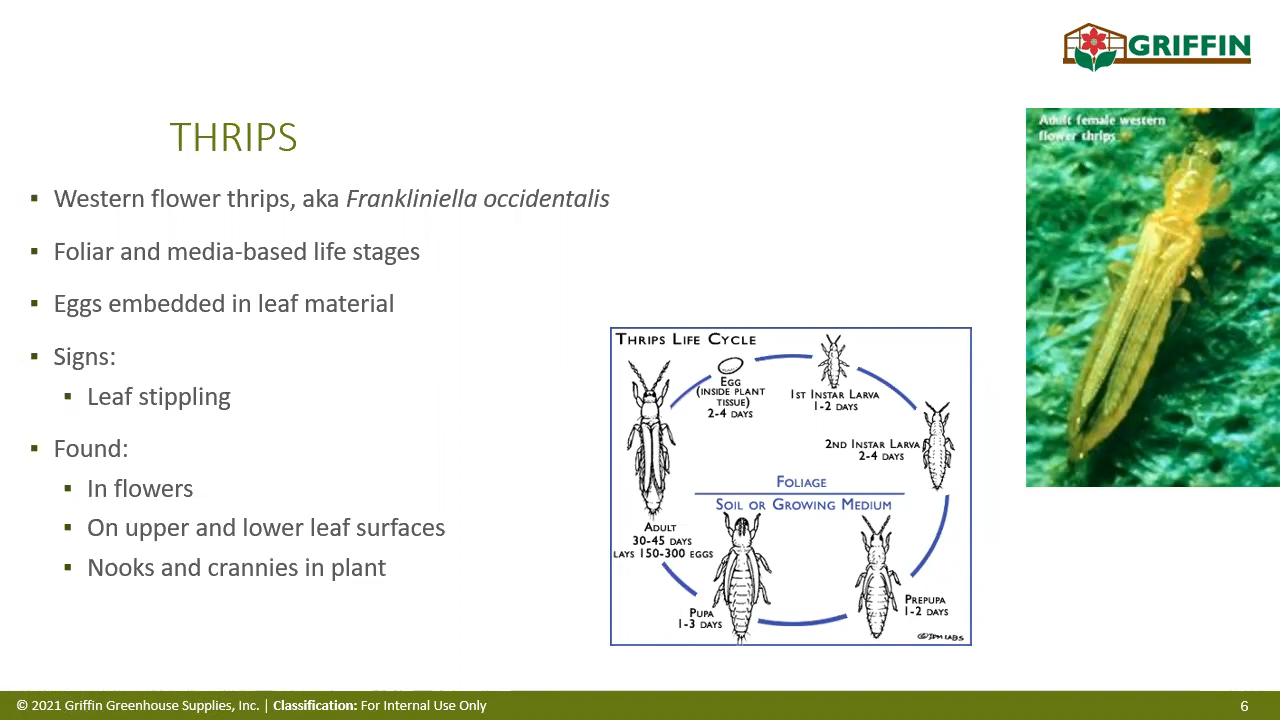 GRIFFIN
THRIPS
▪ Western flower thrips, aka Frankliniella occidentalis
▪ Foliar and media-based life stages
▪ Eggs embedded in leaf material
▪ Signs:
▪ Leaf stippling
▪ Found:
▪ In flowers
▪ On upper and lower leaf surfaces
▪ Nooks and crannies in plant
THRIPS LIFE CYCLE
EGG
(INSIDE PLANT
TISSUE)
2-4 DAYS
1ST INSTAR LARVA
1-2 DAYS
2ND INSTAR LARVA
2-4 DAYS
FOLIAGE
SOIL OR GROWING MEDIUM
ADULT
30-45 DAYS
LAYS 150-300 EGGS
PUPA
1-3 DAYS
PREPUPA
1-2 DAYS
© IPM LABS
Adult female western
flower thrips
© 2021 Griffin Greenhouse Supplies, Inc. | Classification: For Internal Use Only
6